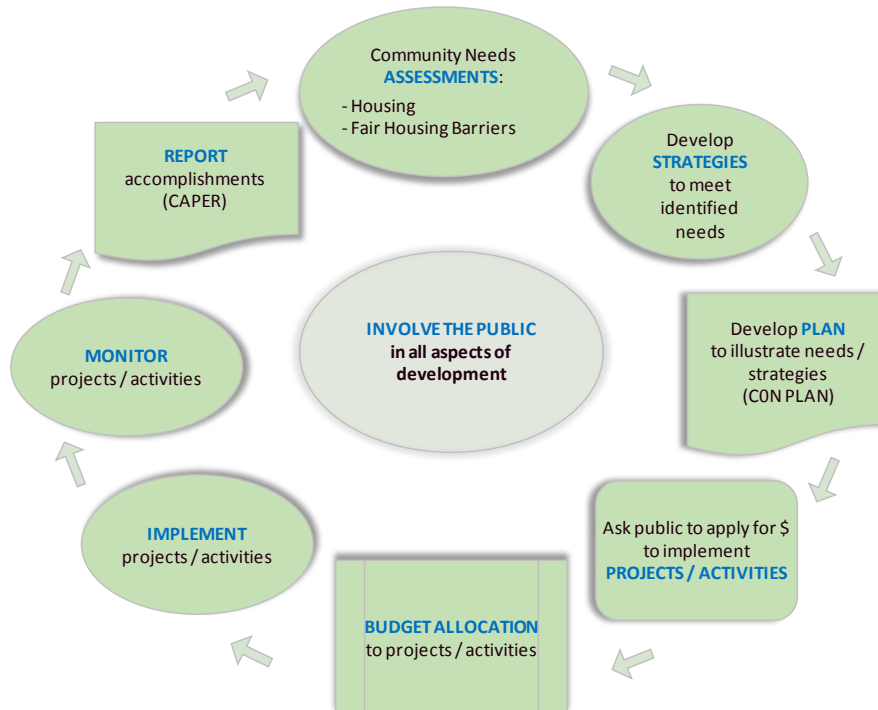 Community Needs
ASSESSMENTS:
- Housing
- Fair Housing Barriers
Develop
STRATEGIES
to meet
identified
needs
Develop PLAN
to illustrate needs /
strategies
(C0N PLAN)
Ask public to apply for $
to implement
PROJECTS / ACTIVITIES
BUDGET ALLOCATION
to projects / activities
IMPLEMENT
projects / activities
MONITOR
projects / activities
REPORT
accomplishments
(CAPER)
INVOLVE THE PUBLIC
in all aspects of
development